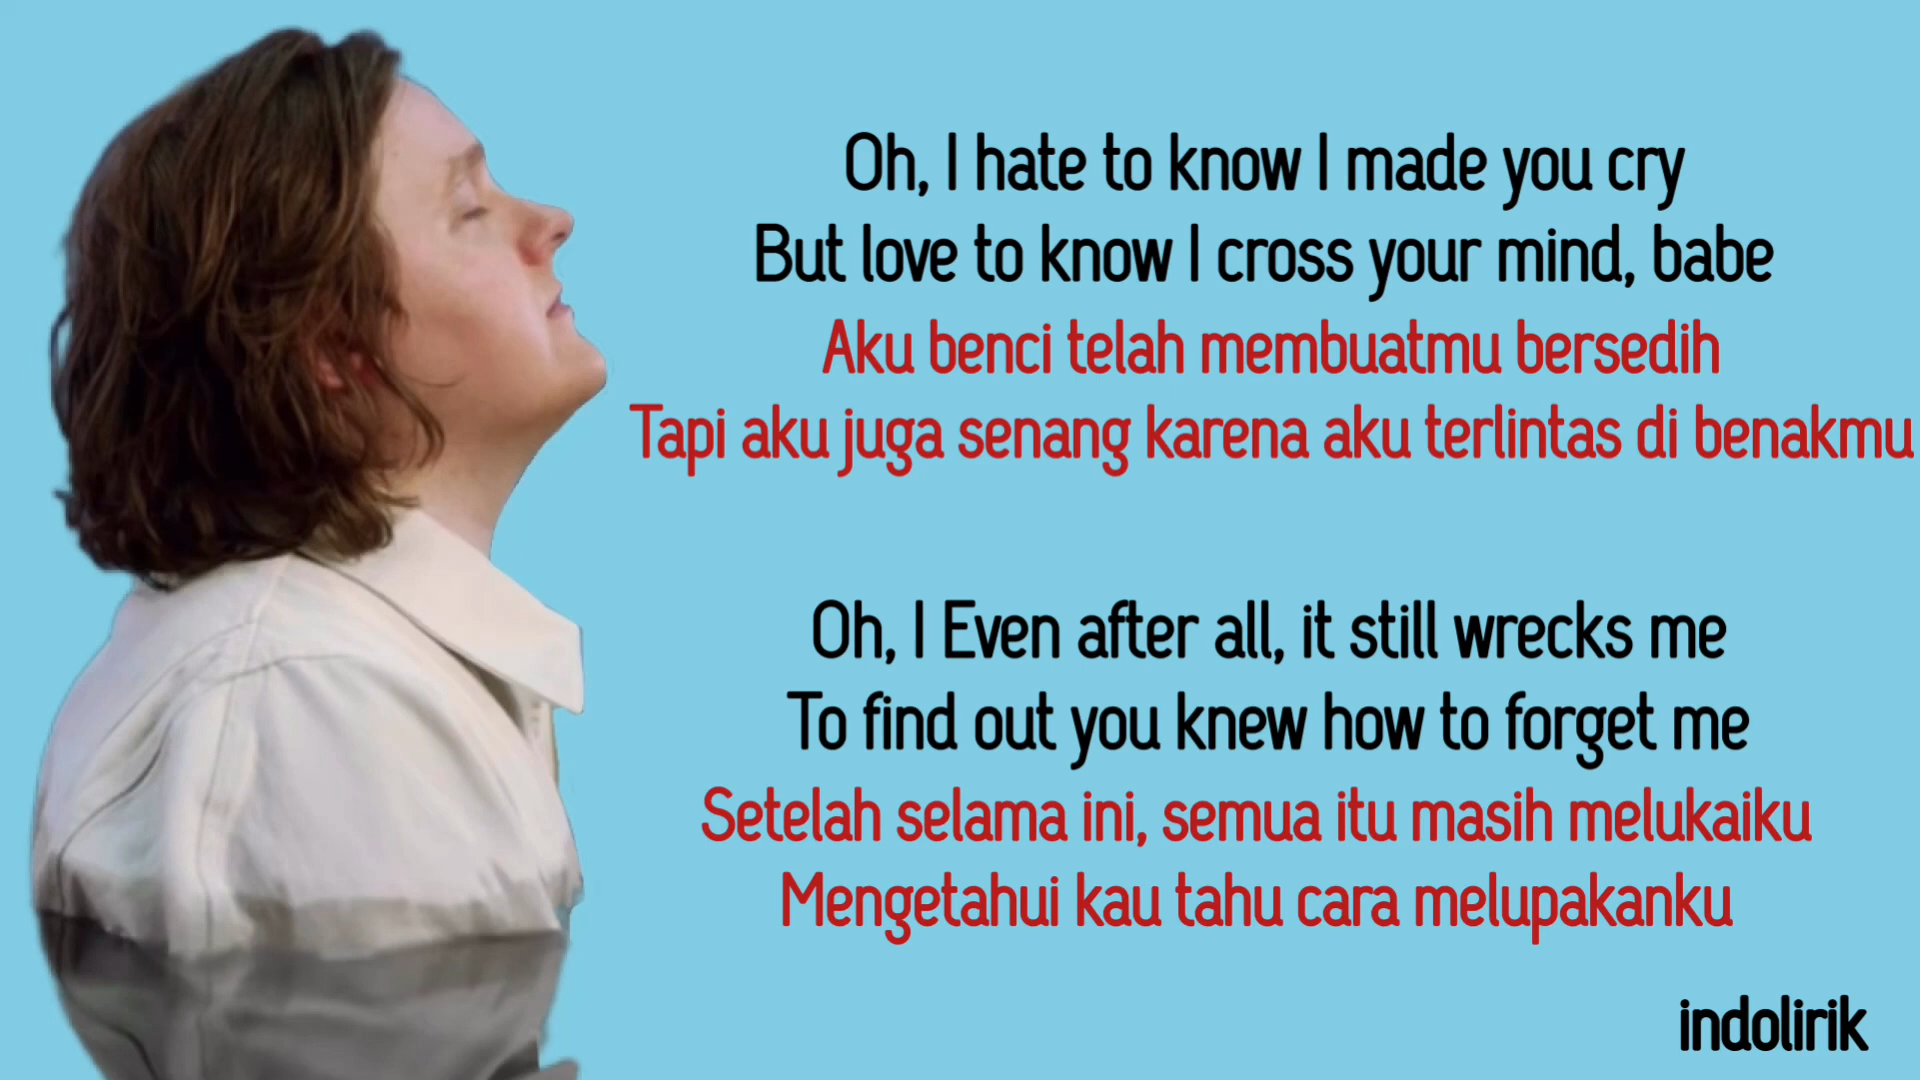 Oh, I hate to know I made you cry
But love to know I cross your mind, babe
Aku benci telah membuatmu bersedih
Tapi aku juga senang karena aku terlintas di benakmu
Oh, I Even after all, it still wrecks me
To find out you knew how to forget me
Setelah selama ini, semua itu masih melukaiku
Mengetahui kau tahu cara melupakanku
indolirik